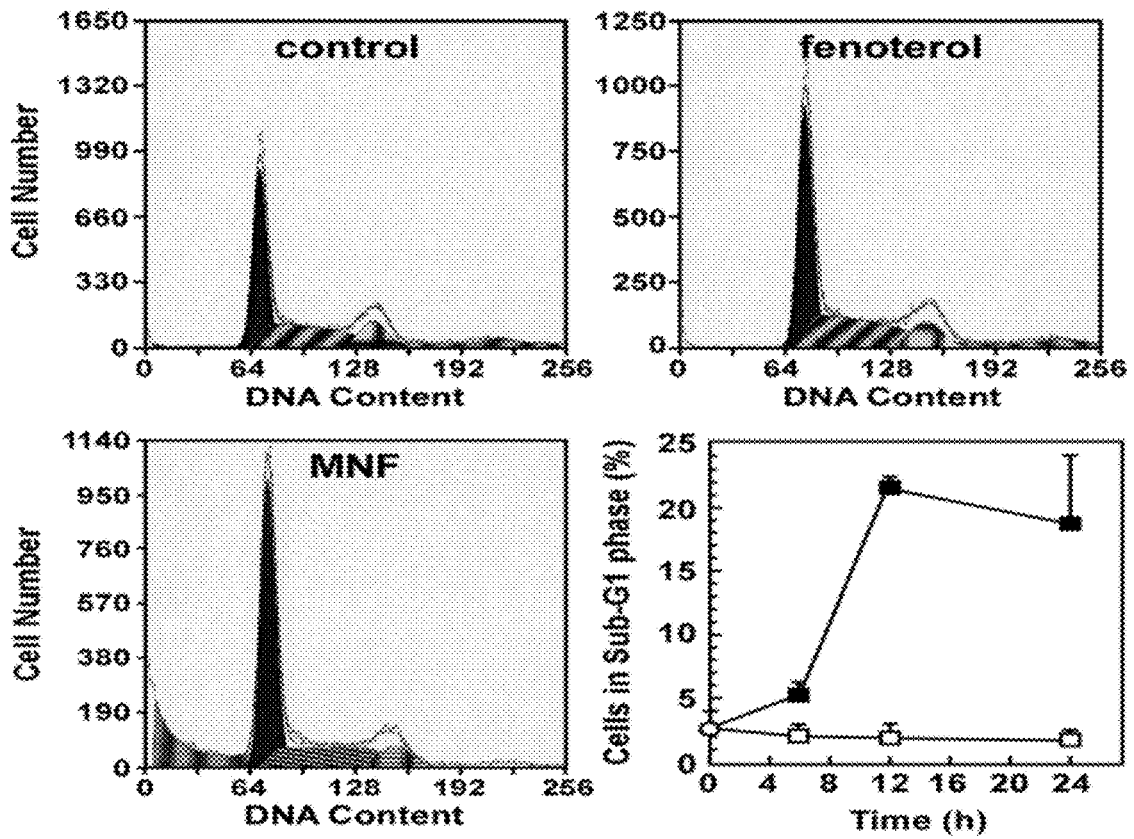 control
1650
1320
990
660
330
0
Cell Number
0 64 128 192 256
DNA Content
fenoterol
1250
1000
750
500
250
0
0 64 128 192 256
DNA Content
MNF
1140
950
760
570
380
190
0
Cell Number
0 64 128 192 256
DNA Content
25
20
15
10
5
0
Cells in Sub-G1 phase (%)
0 4 8 12 16 20 24
Time (h)